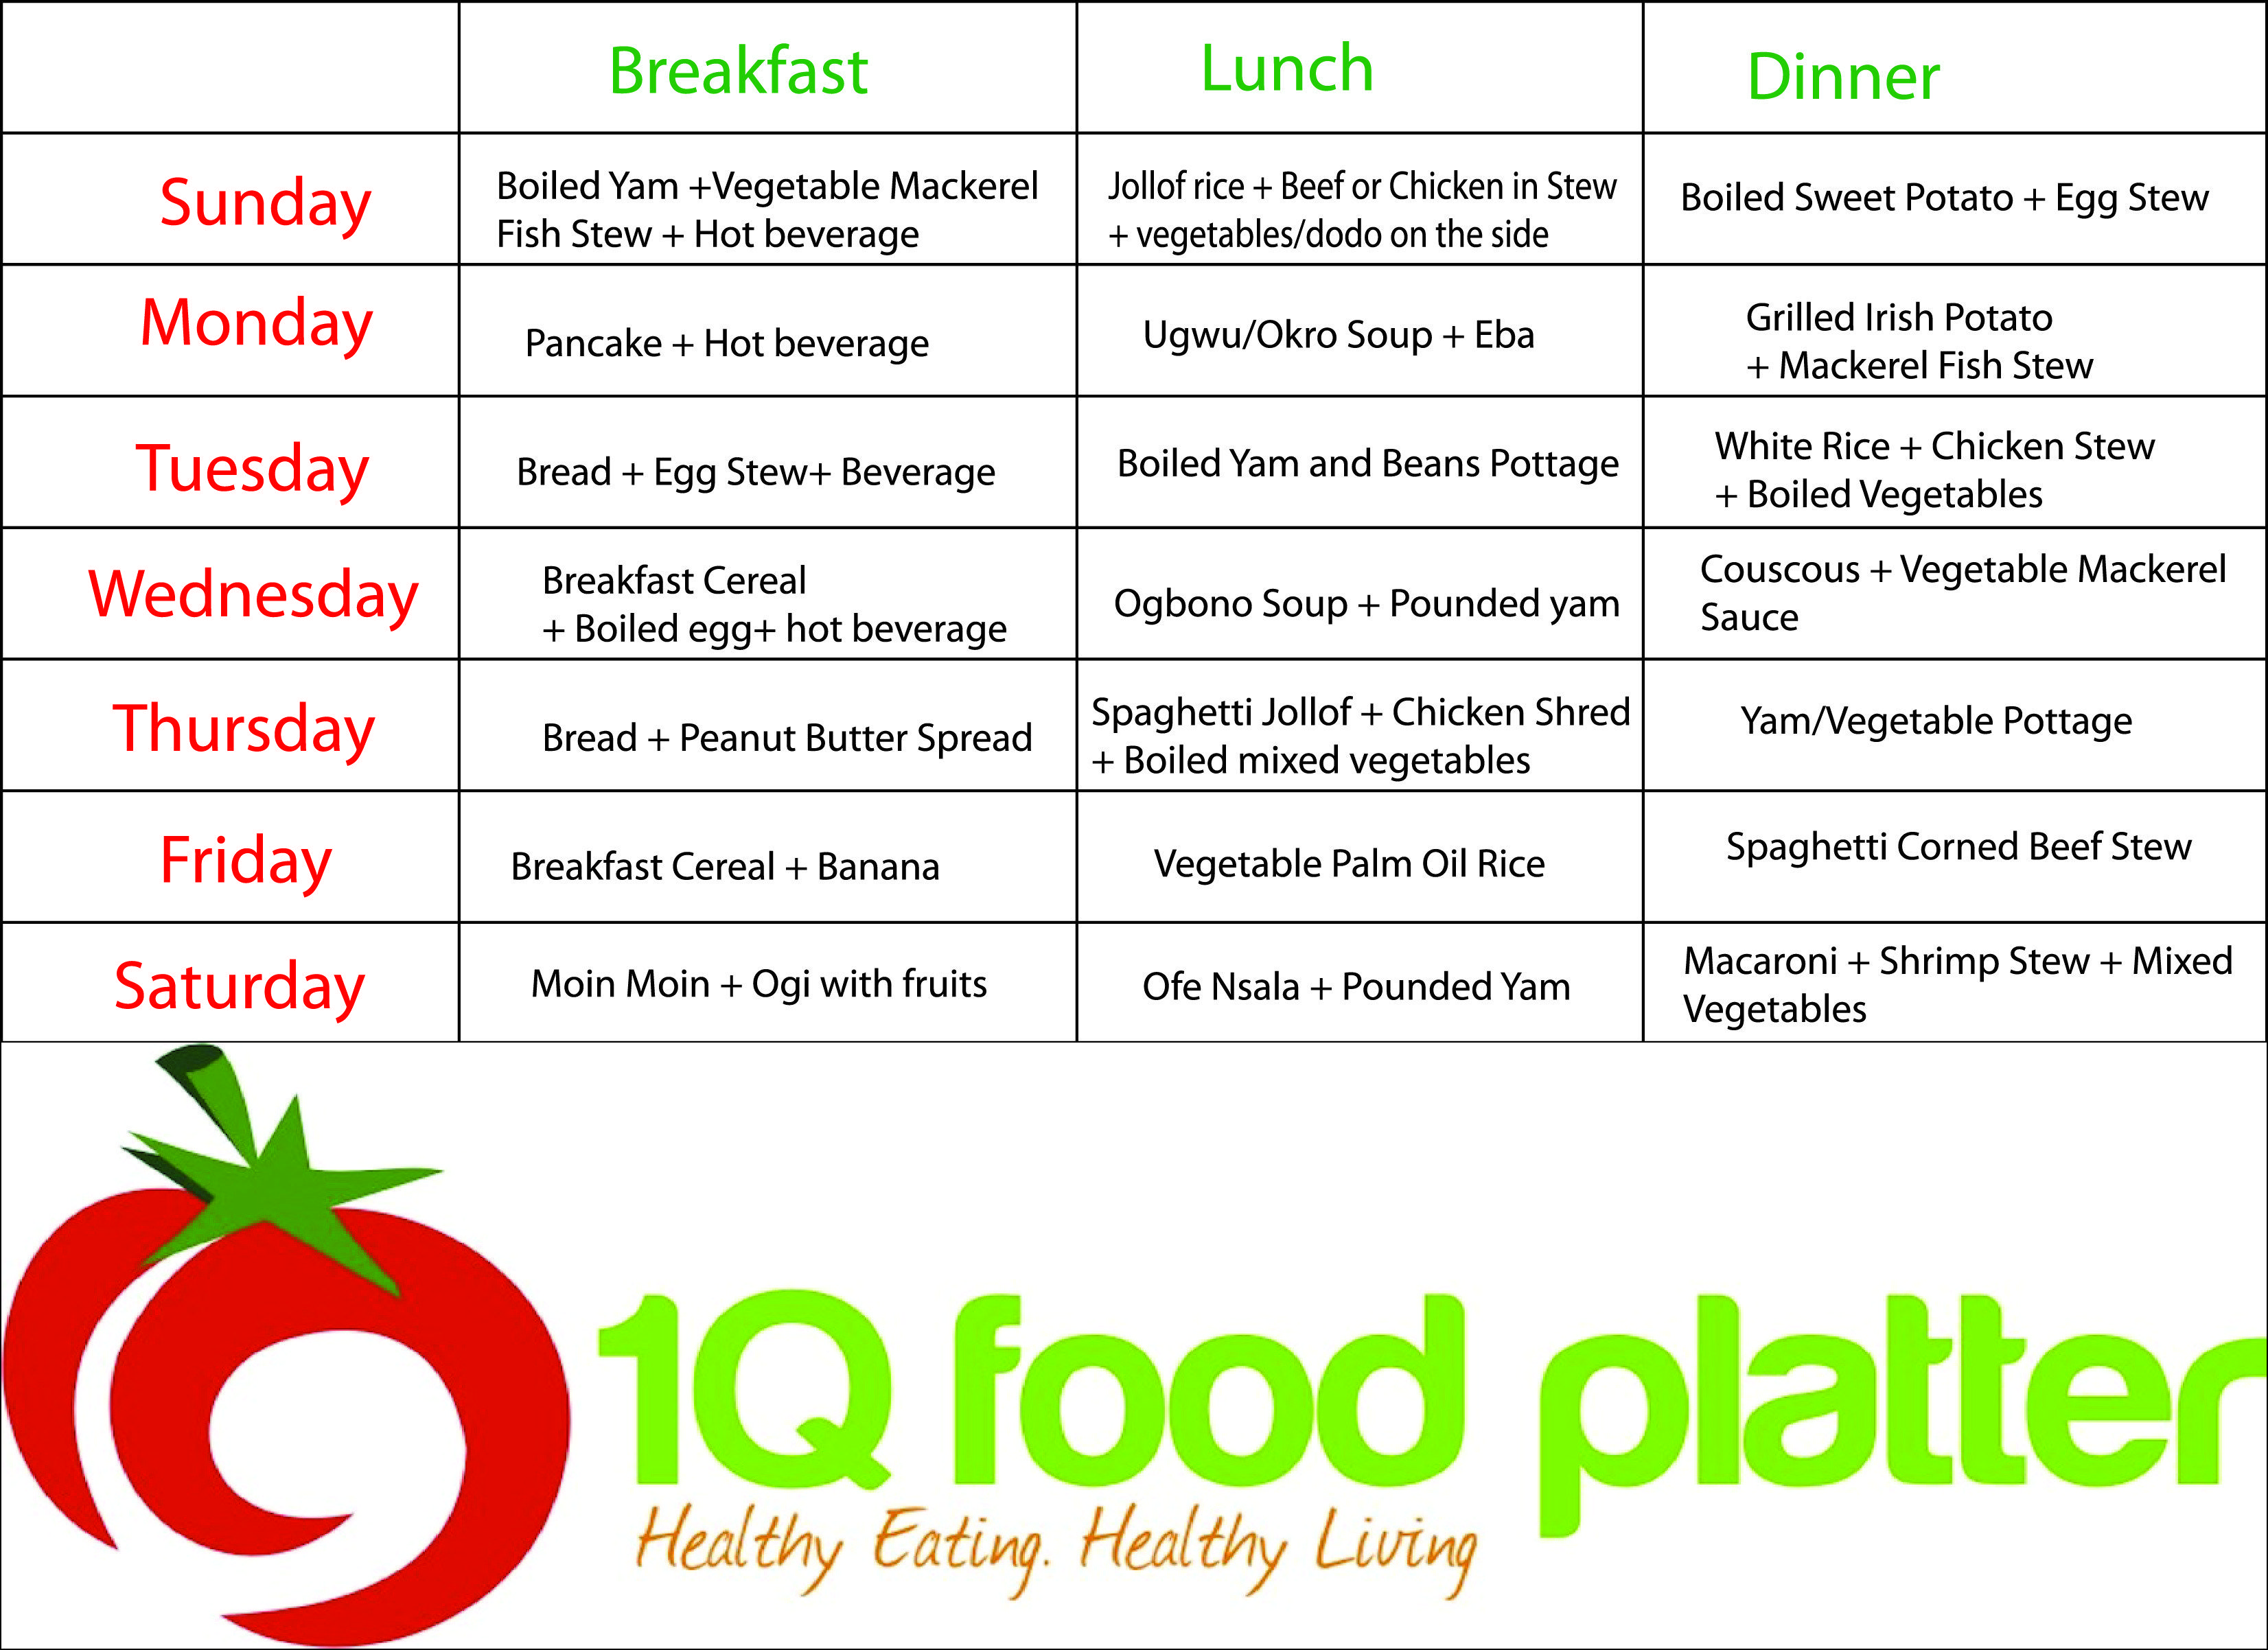 Breakfast
Lunch
Dinner
Sunday
Boiled Yam +Vegetable Mackerel
Fish Stew + Hot beverage
Jollof rice + Beef or Chicken in Stew
+ vegetables/dodo on the side
Boiled Sweet Potato + Egg Stew
Monday
Pancake + Hot beverage
Ugwu/Okro Soup + Eba
Grilled Irish Potato
+ Mackerel Fish Stew
Tuesday
Bread + Egg Stew+ Beverage
Boiled Yam and Beans Pottage
White Rice + Chicken Stew
+ Boiled Vegetables
Wednesday
Breakfast Cereal
+ Boiled egg+ hot beverage
Ogbono Soup + Pounded yam
Couscous + Vegetable Mackerel
Sauce
Thursday
Bread + Peanut Butter Spread
Spaghetti Jollof + Chicken Shred
+ Boiled mixed vegetables
Yam/Vegetable Pottage
Friday
Breakfast Cereal + Banana
Vegetable Palm Oil Rice
Spaghetti Corned Beef Stew
Saturday
Moin Moin + Ogi with fruits
Ofe Nsala + Pounded Yam
Macaroni + Shrimp Stew + Mixed
Vegetables
1Q food platter
Healthy Eating. Healthy Living